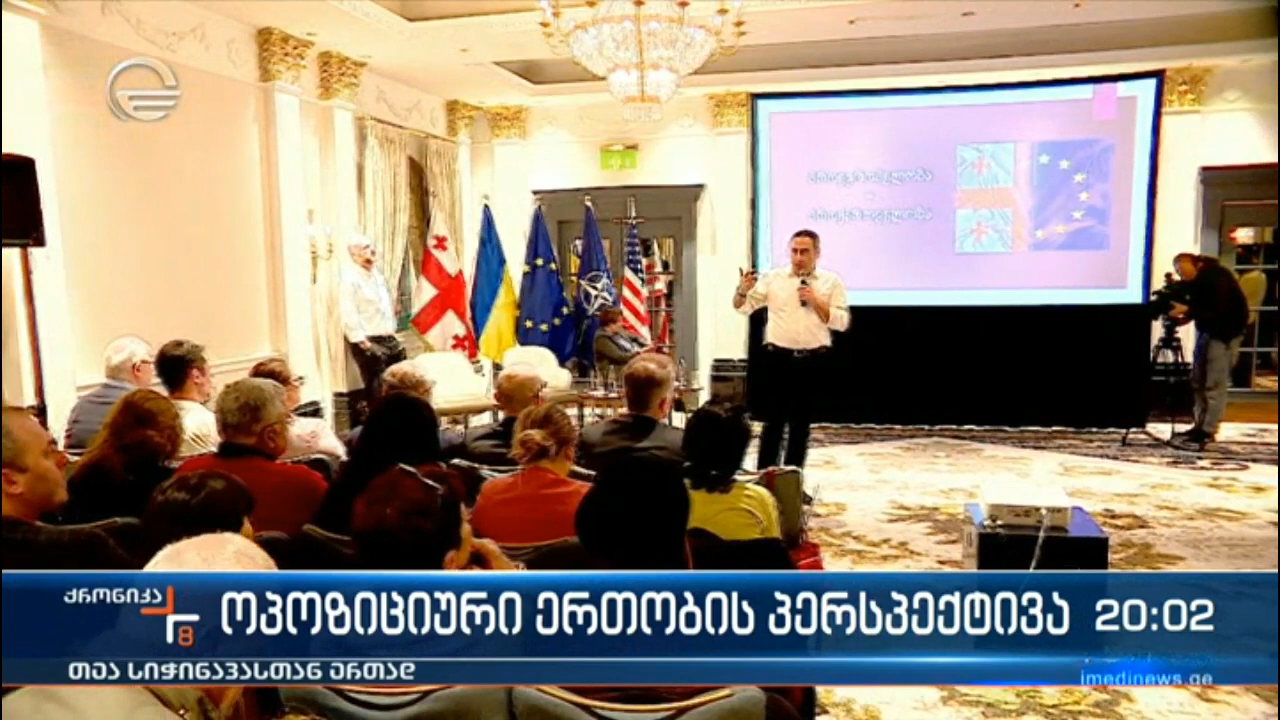 ქრონიკა
8
ოპოზიციური ერთობის პერსპექტივა
20:02
თეა სიჭინავასთან ერთად
imedinews.ge